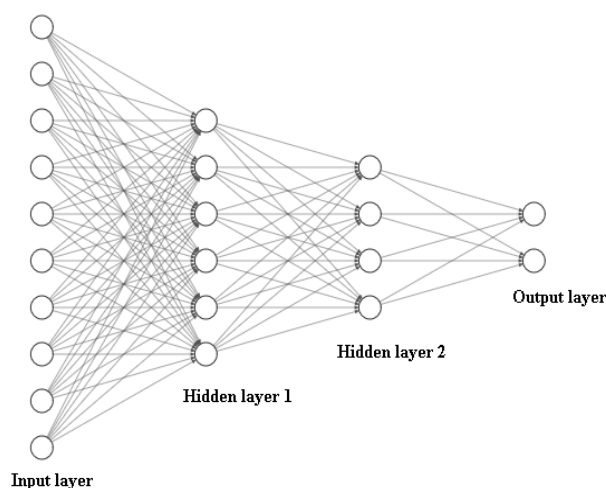 Output layer
Hidden layer 2
Hidden layer 1
Input layer